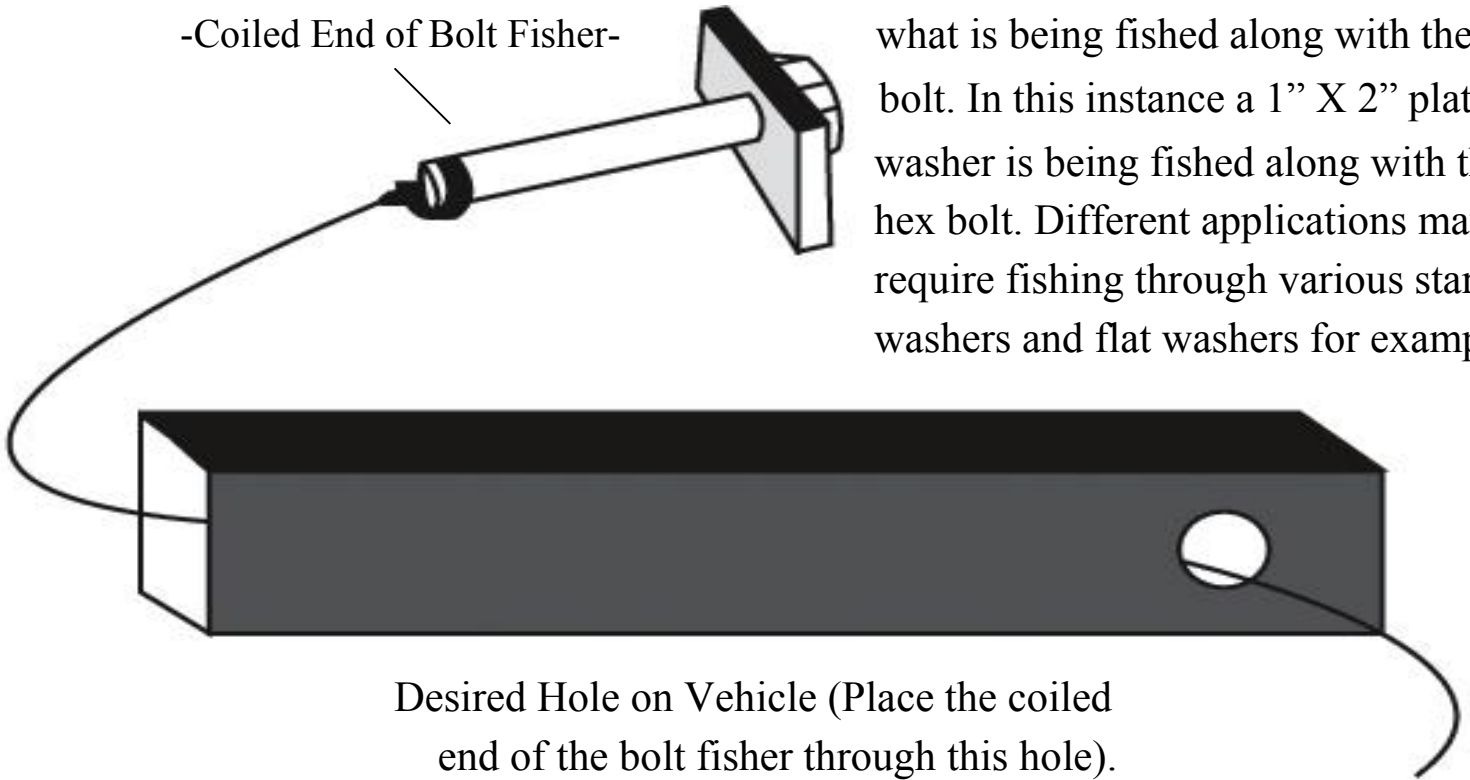 -Coiled End of Bolt Fisher-
what is being fished along with the
bolt. In this instance a 1” X 2” plat
washer is being fished along with t
hex bolt. Different applications ma
require fishing through various star
washers and flat washers for examp
Desired Hole on Vehicle (Place the coiled
end of the bolt fisher through this hole).